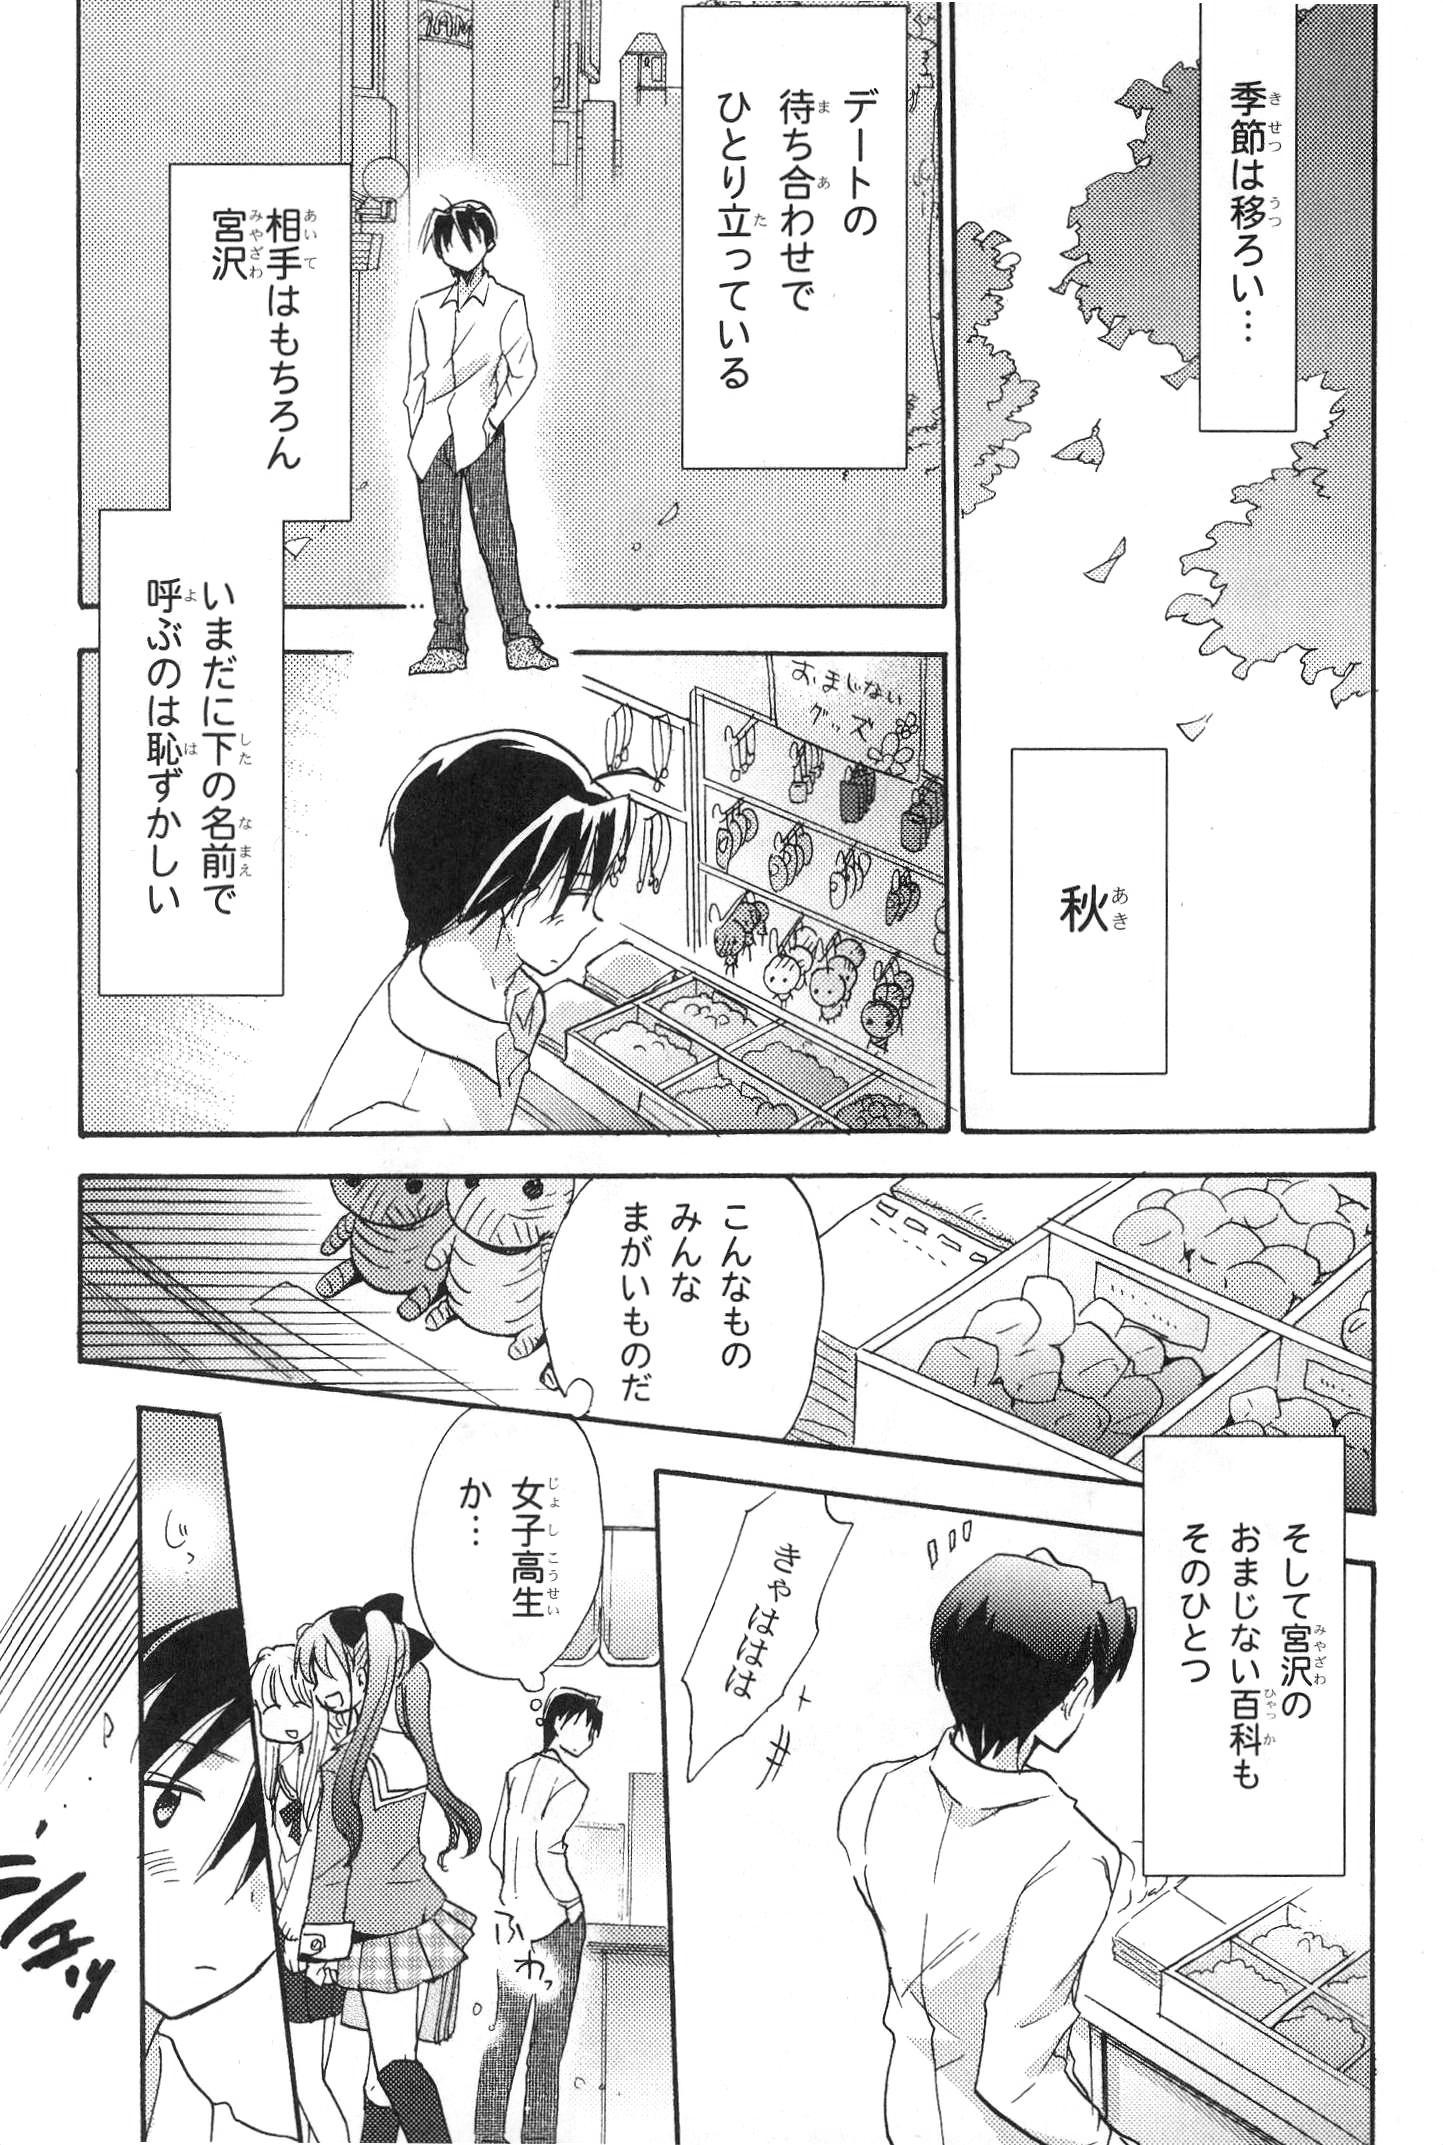 季節は移ろい…
秋
デートの
待ち合わせで
ひとり立っている
相手はもちろん
宮沢
いまだに下の名前で
呼ぶのは恥ずかしい
おまじない
グッズ
こんなもの
みんな
まがいものだ
そして宮沢の
おまじない百科も
そのひとつ
きゃははは
女子高生
か…
ふわっ
じっ
シュッ